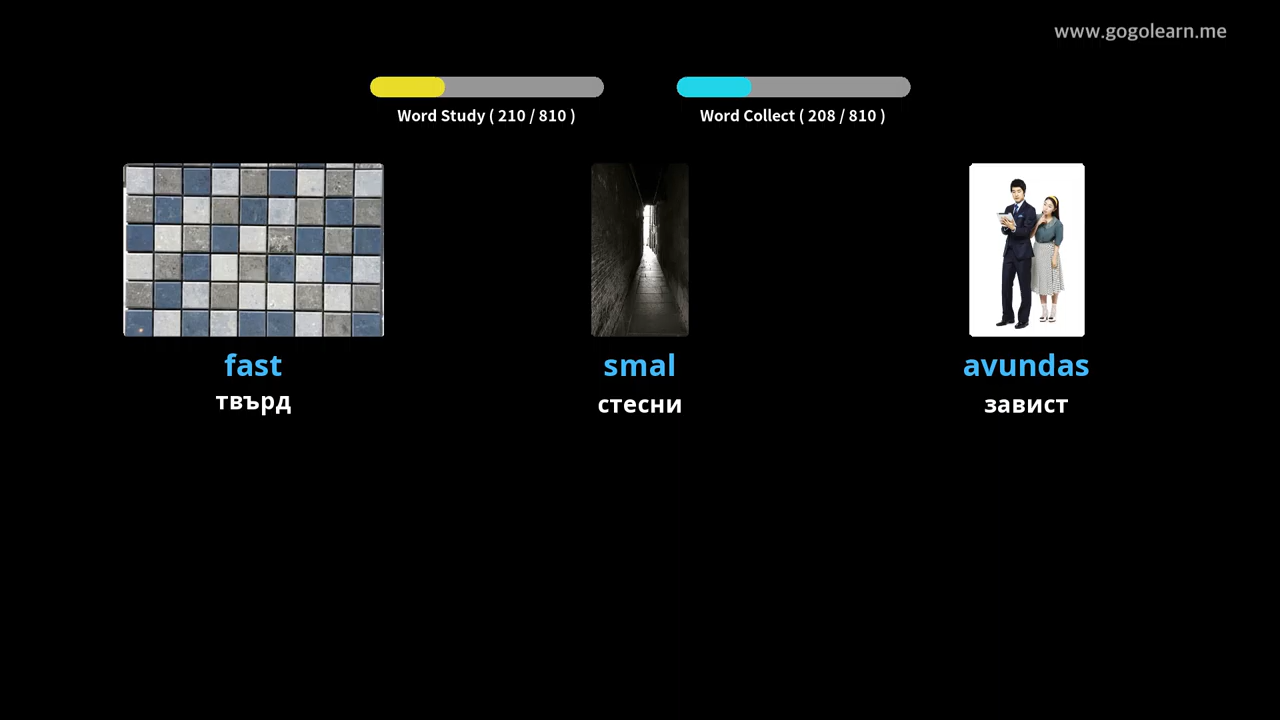 www.gogolearn.me
Word Study ( 210 / 810 )
Word Collect ( 208 / 810 )
fast
smal
avundas
твърд
стесни
завист